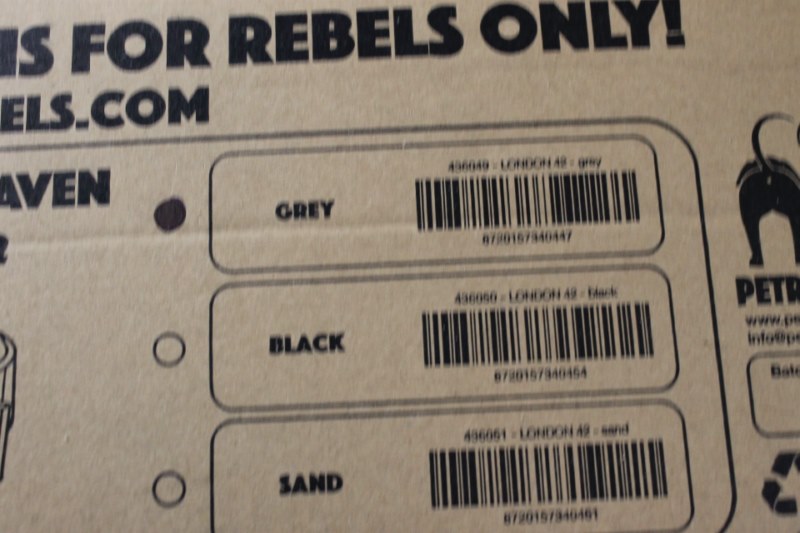 IS FOR REBELS ONLY!
ELS.COM
AVEN
GREY
436049 - LONDON 42 - grey
8720157340447
BLACK
436050 - LONDON 42 - black
8720157340454
SAND
436051 - LONDON 42 - sand
8720157340461
PETR
www.pe
info@pe
Batc